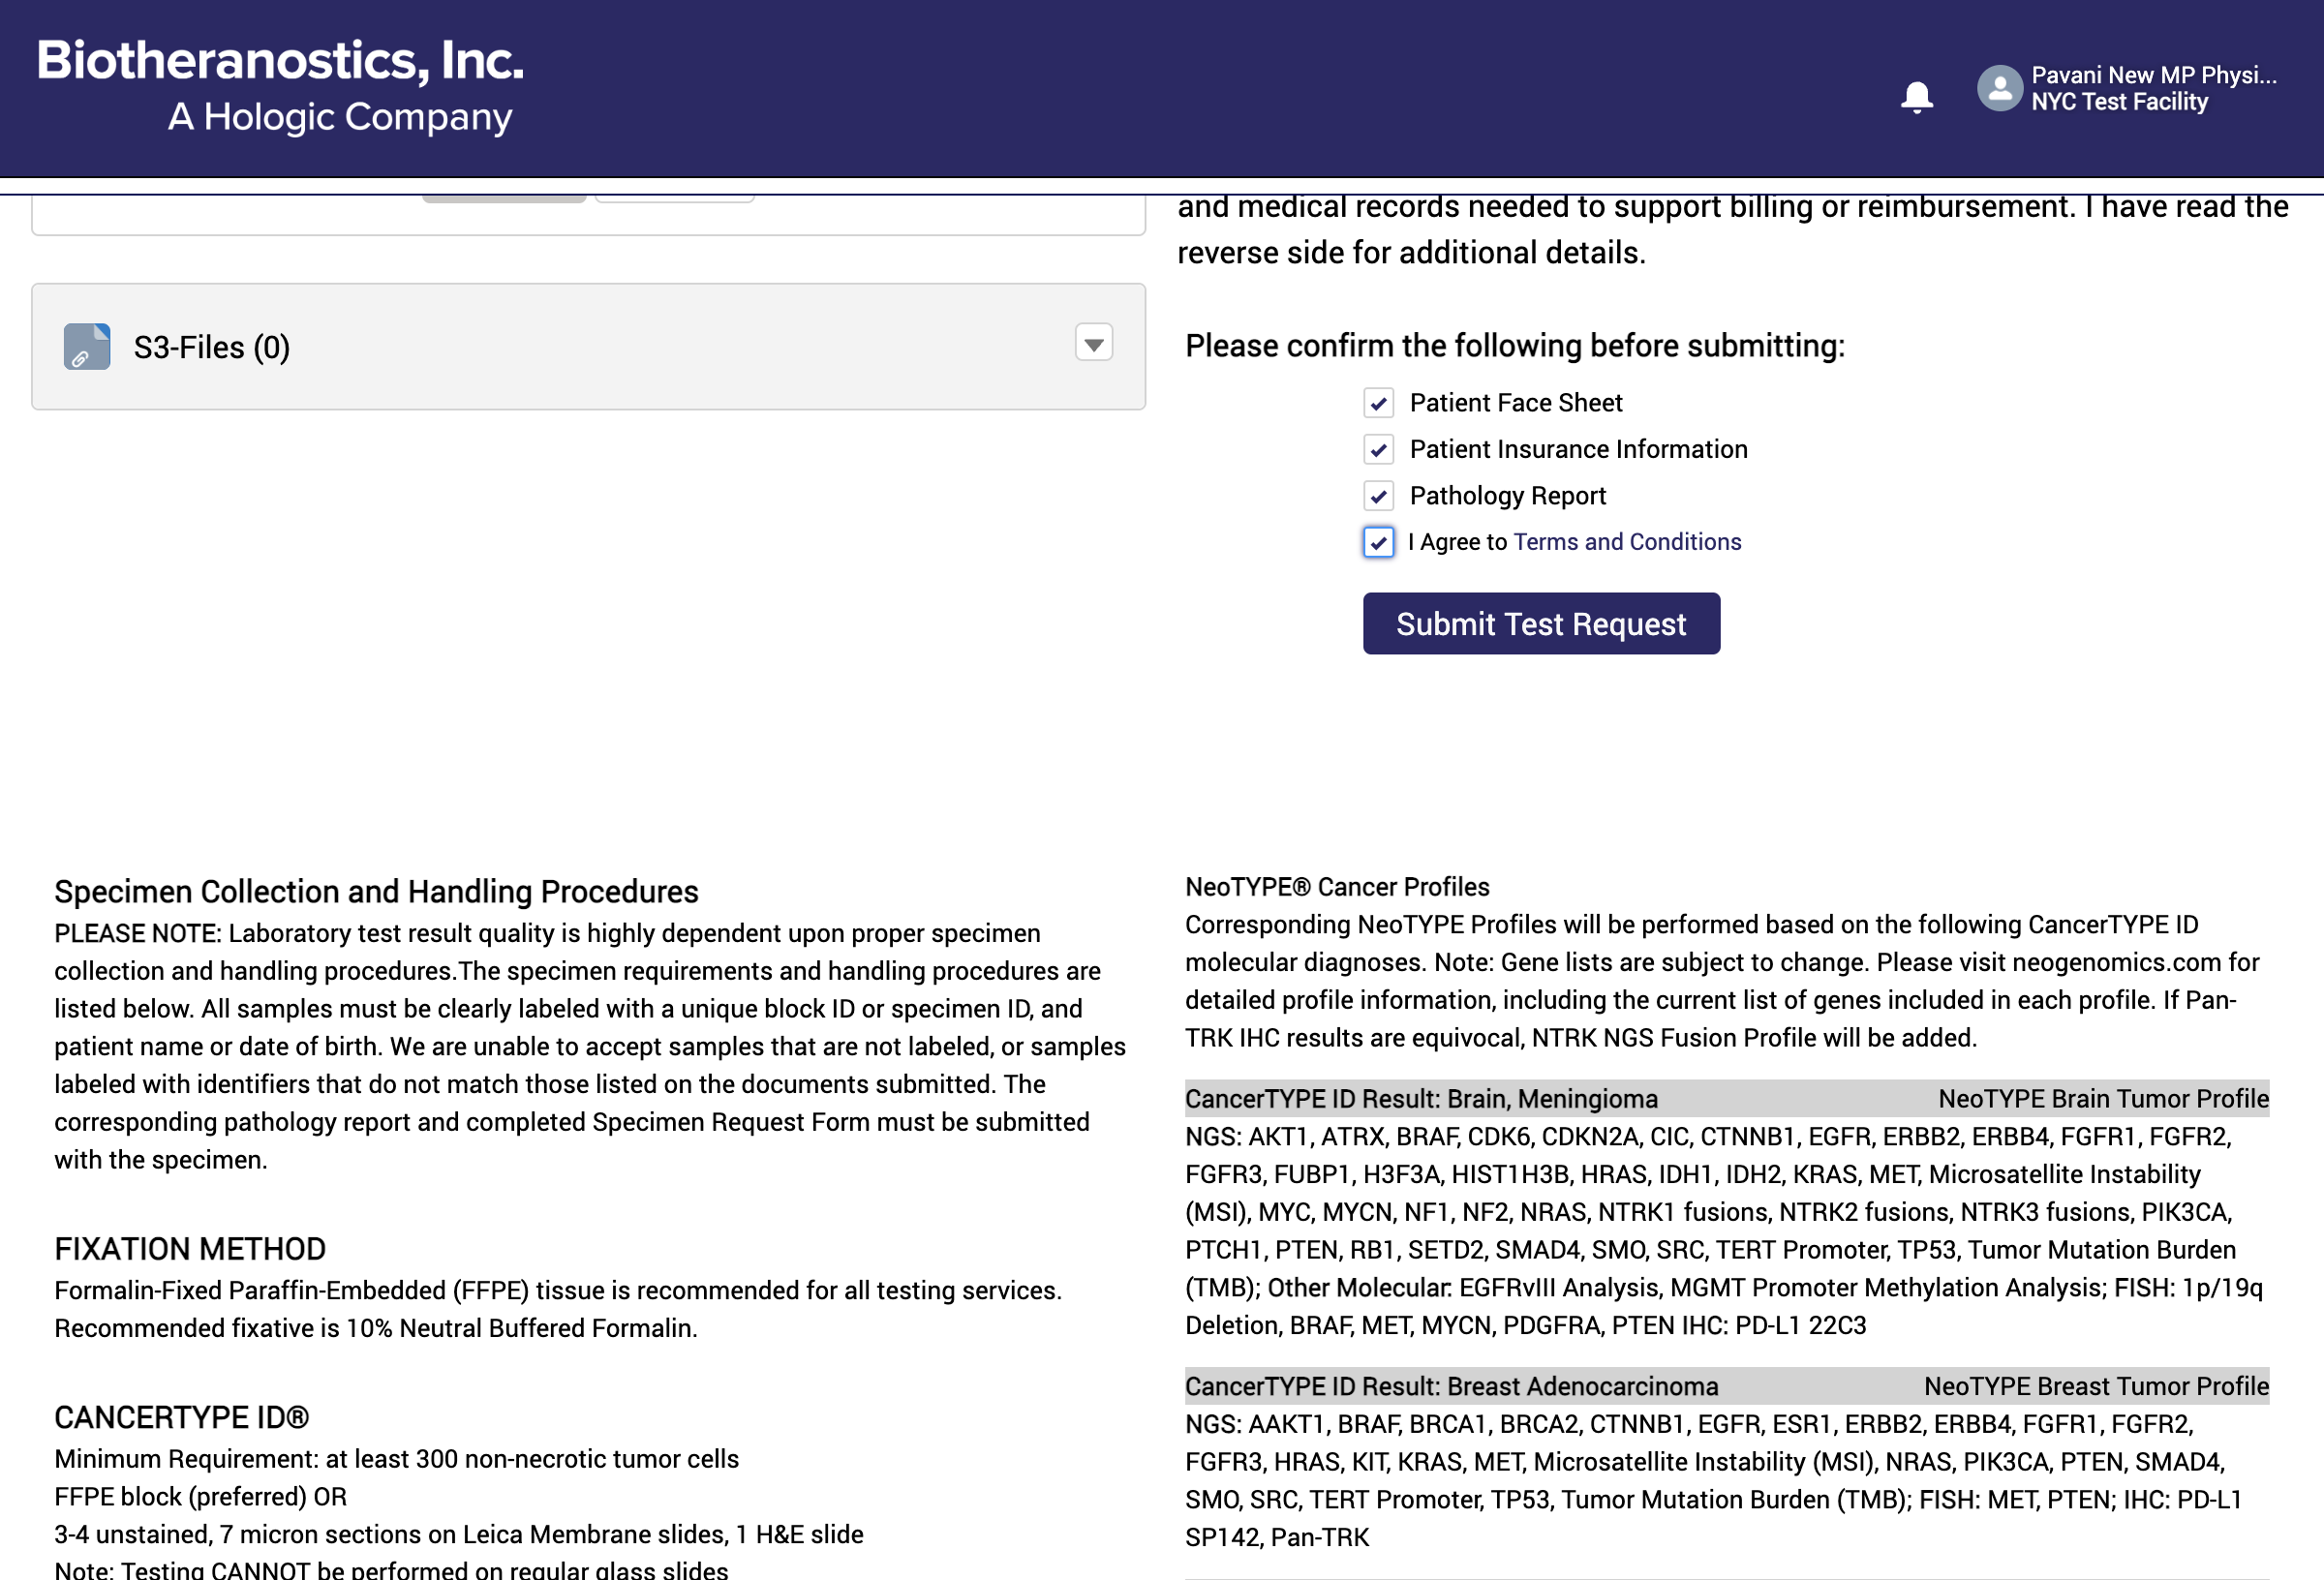 Biotheranostics, Inc.
A Hologic Company
Pavani New MP Physi...
NYC Test Facility
S3-Files (0)
and medical records needed to support billing or reimbursement. I have read the
reverse side for additional details.
Please confirm the following before submitting:
Patient Face Sheet
Patient Insurance Information
Pathology Report
I Agree to Terms and Conditions
Submit Test Request
Specimen Collection and Handling Procedures
PLEASE NOTE: Laboratory test result quality is highly dependent upon proper specimen
collection and handling procedures.The specimen requirements and handling procedures are
listed below. All samples must be clearly labeled with a unique block ID or specimen ID, and
patient name or date of birth. We are unable to accept samples that are not labeled, or samples
labeled with identifiers that do not match those listed on the documents submitted. The
corresponding pathology report and completed Specimen Request Form must be submitted
with the specimen.
FIXATION METHOD
Formalin-Fixed Paraffin-Embedded (FFPE) tissue is recommended for all testing services.
Recommended fixative is 10% Neutral Buffered Formalin.
CANCERTYPE ID®
Minimum Requirement: at least 300 non-necrotic tumor cells
FFPE block (preferred) OR
3-4 unstained, 7 micron sections on Leica Membrane slides, 1 H&E slide
Note: Testing CANNOT be performed on regular glass slides
NeoTYPE® Cancer Profiles
Corresponding NeoTYPE Profiles will be performed based on the following CancerTYPE ID
molecular diagnoses. Note: Gene lists are subject to change. Please visit neogenomics.com for
detailed profile information, including the current list of genes included in each profile. If Pan-
TRK IHC results are equivocal, NTRK NGS Fusion Profile will be added.
CancerTYPE ID Result: Brain, Meningioma NeoTYPE Brain Tumor Profile
NGS: AKT1, ATRX, BRAF, CDK6, CDKN2A, CIC, CTNNB1, EGFR, ERBB2, ERBB4, FGFR1, FGFR2,
FGFR3, FUBP1, H3F3A, HIST1H3B, HRAS, IDH1, IDH2, KRAS, MET, Microsatellite Instability
(MSI), MYC, MYCN, NF1, NF2, NRAS, NTRK1 fusions, NTRK2 fusions, NTRK3 fusions, PIK3CA,
PTCH1, PTEN, RB1, SETD2, SMAD4, SMO, SRC, TERT Promoter, TP53, Tumor Mutation Burden
(TMB); Other Molecular: EGFRvIII Analysis, MGMT Promoter Methylation Analysis; FISH: 1p/19q
Deletion, BRAF, MET, MYCN, PDGFRA, PTEN IHC: PD-L1 22C3
CancerTYPE ID Result: Breast Adenocarcinoma NeoTYPE Breast Tumor Profile
NGS: AAKT1, BRAF, BRCA1, BRCA2, CTNNB1, EGFR, ESR1, ERBB2, ERBB4, FGFR1, FGFR2,
FGFR3, HRAS, KIT, KRAS, MET, Microsatellite Instability (MSI), NRAS, PIK3CA, PTEN, SMAD4,
SMO, SRC, TERT Promoter, TP53, Tumor Mutation Burden (TMB); FISH: MET, PTEN; IHC: PD-L1
SP142, Pan-TRK